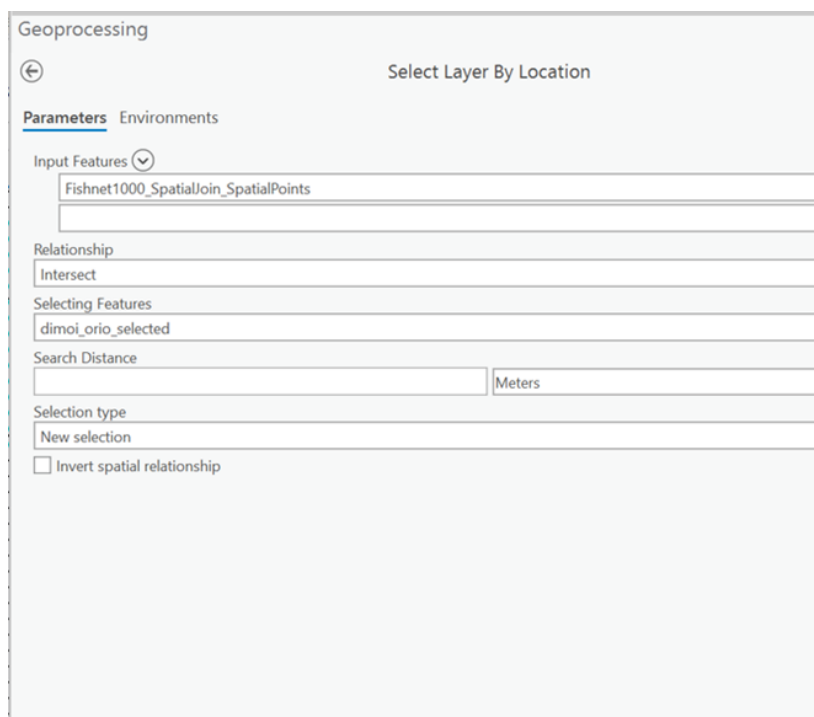 Geoprocessing
Select Layer By Location
Parameters Environments
Input Features
Fishnet1000_SpatialJoin_SpatialPoints
Relationship
Intersect
Selecting Features
dimoi_orio_selected
Search Distance
Meters
Selection type
New selection
Invert spatial relationship